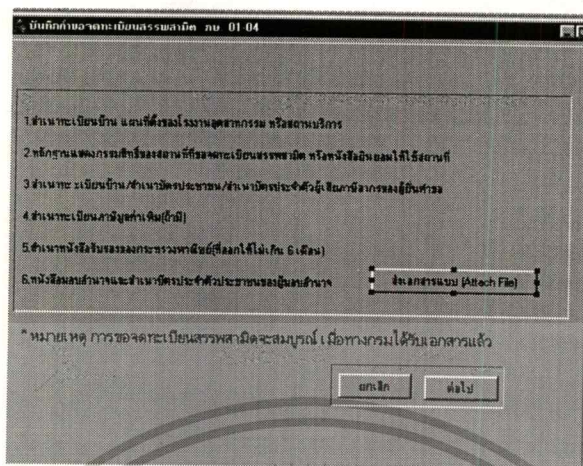 บันทึกคำขอจดทะเบียนสรรพสามิต ภษ 01-04
1.สำเนาทะเบียนบ้าน แผนที่ตั้งของโรงงานอุตสาหกรรม หรือสถานบริการ
2.หลักฐานแสดงกรรมสิทธิ์ของสถานที่ที่ขอจดทะเบียนสรรพสามิต หรือหนังสือยินยอมให้ใช้สถานที่
3.สำเนาทะเบียนบ้าน/สำเนาบัตรประชาชน/สำเนาบัตรประจำตัวผู้เสียภาษีอากรของผู้ยื่นคำขอ
4.สำเนาทะเบียนภาษีมูลค่าเพิ่ม(ถ้ามี)
5.สำเนาหนังสือรับรองของกระทรวงพาณิชย์(ที่ออกให้ไม่เกิน 6 เดือน)
6.หนังสือมอบอำนาจและสำเนาบัตรประจำตัวประชาชนของผู้มอบอำนาจ
ส่งเอกสารแนบ (Attach File)
* หมายเหตุ การขอจดทะเบียนสรรพสามิตจะสมบูรณ์ เมื่อทางกรมได้รับเอกสารแล้ว
ยกเลิก
ต่อไป